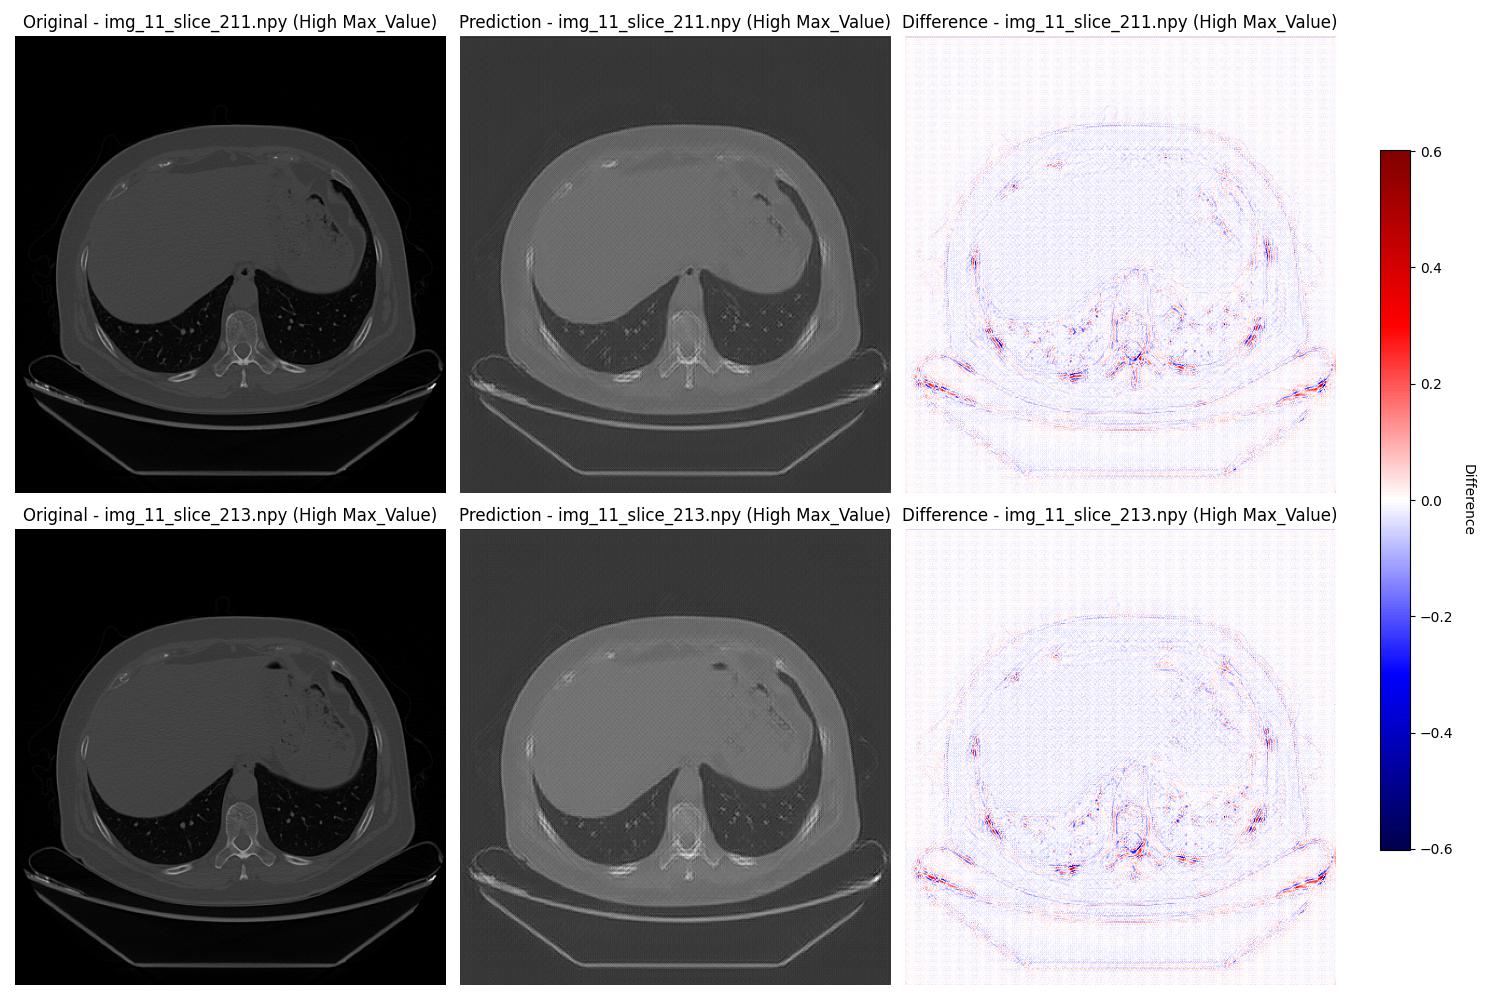 Original - img_11_slice_211.npy (High Max_Value)
Prediction - img_11_slice_211.npy (High Max_Value)
Difference - img_11_slice_211.npy (High Max_Value)
Original - img_11_slice_213.npy (High Max_Value)
Prediction - img_11_slice_213.npy (High Max_Value)
Difference - img_11_slice_213.npy (High Max_Value)
0.6
0.4
0.2
0.0
−0.2
−0.4
−0.6
Difference